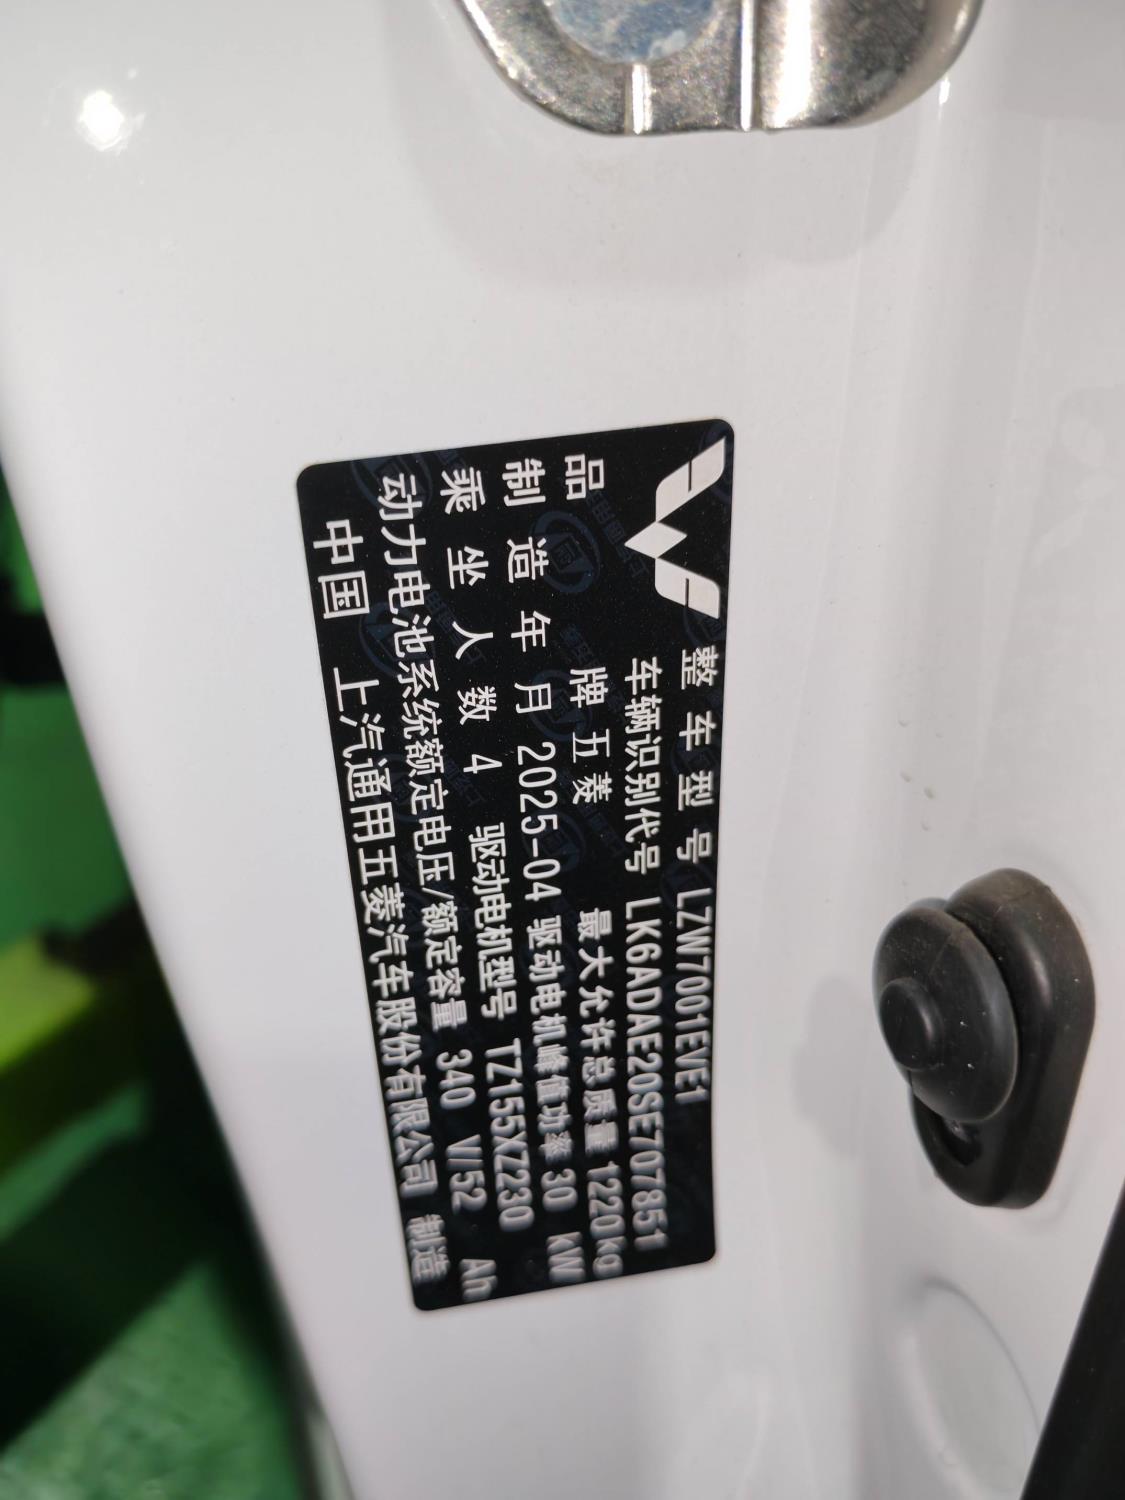 整车型号 LZW7001EVE1
车辆识别代号 LK6ADAE20SE707851
品牌 五菱 最大允许总质量 1220kg
制造年月 2025-04 驱动电机峰值功率 30 kW
乘坐人数 4 驱动电机型号 TZ155XZ230
动力电池系统额定电压/额定容量 340 V/52 Ah
中国 上汽通用五菱汽车股份有限公司 制造